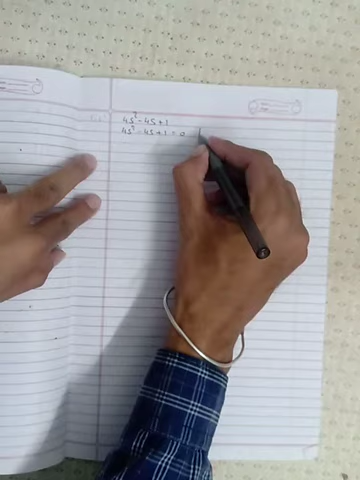 4s² - 4s + 1
4s² - 4s + 1 = 0